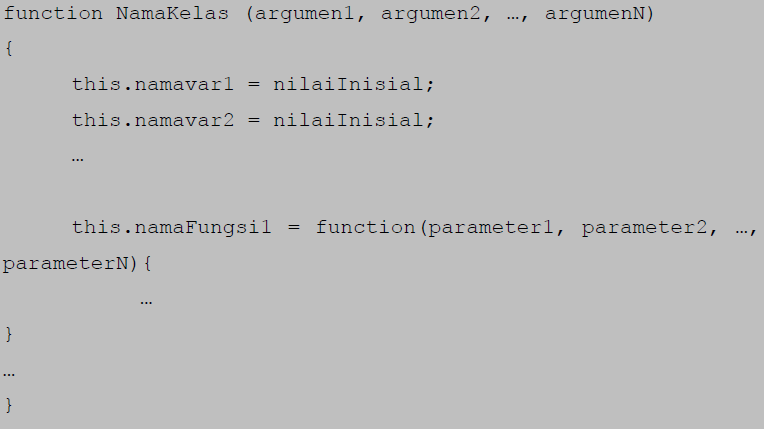 function NamaKelas (argumen1, argumen2, …, argumenN)
{
this.namavar1 = nilaiInisial;
this.namavar2 = nilaiInisial;
…
this.namaFungsi1 = function(parameter1, parameter2, …,
parameterN){
…
}
…
}